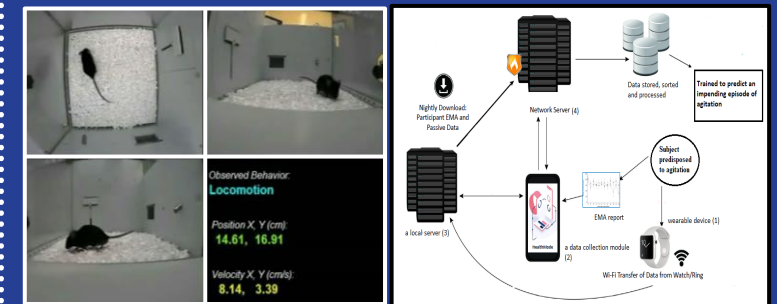 Observed Behavior:
Locomotion
Position X, Y (cm):
14.61, 16.91
Velocity X, Y (cm/s):
8.14, 3.39
Nightly Download:
Participant EMA and
Passive Data
Network Server (4)
Data stored, sorted
and processed
Trained to predict an
impending episode of
agitation
Subject
predisposed
to agitation
EMA report
wearable device (1)
a local server (3)
a data collection module
(2)
Wi-Fi Transfer of Data from Watch/Ring